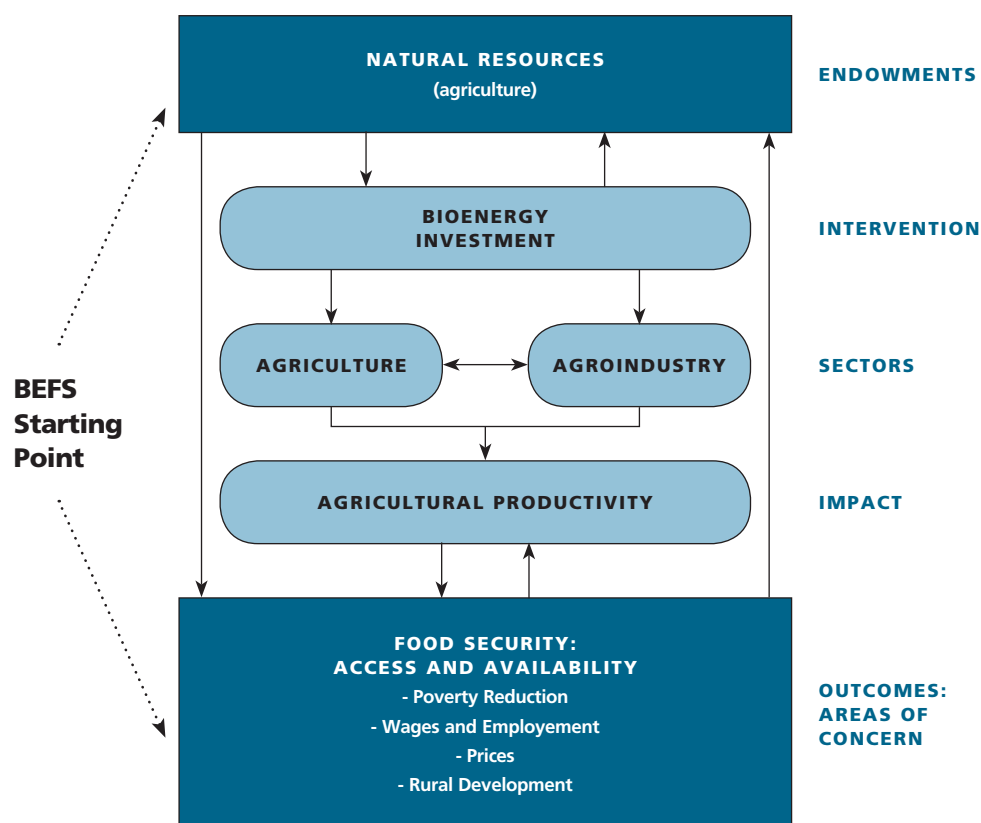 NATURAL RESOURCES
(agriculture)
ENDOWMENTS
BIOENERGY
INVESTMENT
INTERVENTION
AGRICULTURE
AGROINDUSTRY
SECTORS
BEFS
Starting
Point
AGRICULTURAL PRODUCTIVITY
IMPACT
FOOD SECURITY:
ACCESS AND AVAILABILITY
- Poverty Reduction
- Wages and Employement
- Prices
- Rural Development
OUTCOMES:
AREAS OF
CONCERN